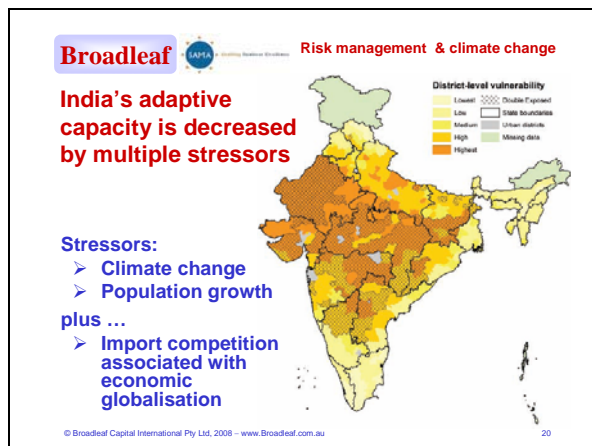 Broadleaf
SAMA
Risk management & climate change
India's adaptive
capacity is decreased
by multiple stressors
District-level vulnerability
Lowest
Low
Medium
High
Highest
Double Exposed
State boundaries
Urban districts
Missing data
Stressors:
➢ Climate change
➢ Population growth
plus …
➢ Import competition
associated with
economic
globalisation
© Broadleaf Capital International Pty Ltd, 2008 – www.Broadleaf.com.au
20